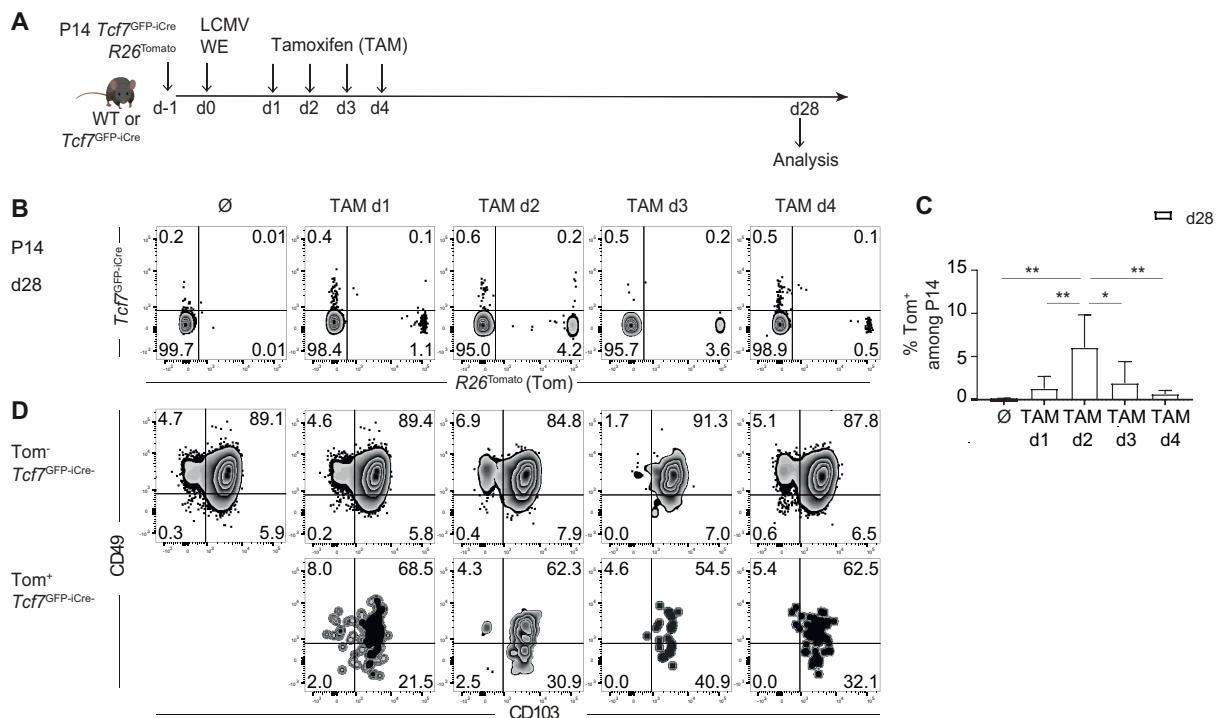 A
P14 Tcf7GFP-iCre
R26Tomato
LCMV
WE
Tamoxifen (TAM)
d-1 d0 d1 d2 d3 d4 d28
WT or
Tcf7GFP-iCre
Analysis
B
Ø TAM d1 TAM d2 TAM d3 TAM d4
P14
d28
Tcf7GFP-iCre
0.2 0.01 0.4 0.1 0.6 0.2 0.5 0.2 0.5 0.1
99.7 0.01 98.4 1.1 95.0 4.2 95.7 3.6 98.9 0.5
R26Tomato (Tom)
C
d28
% Tom+
among P14
15
10
5
0
** **
** *
Ø TAM TAM TAM TAM
d1 d2 d3 d4
D
Tom-
Tcf7GFP-iCre-
4.7 89.1 4.6 89.4 6.9 84.8 1.7 91.3 5.1 87.8
0.3 5.9 0.2 5.8 0.4 7.9 0.0 7.0 0.6 6.5
CD49
Tom+
Tcf7GFP-iCre-
8.0 68.5 4.3 62.3 4.6 54.5 5.4 62.5
2.0 21.5 2.5 30.9 0.0 40.9 0.0 32.1
CD103